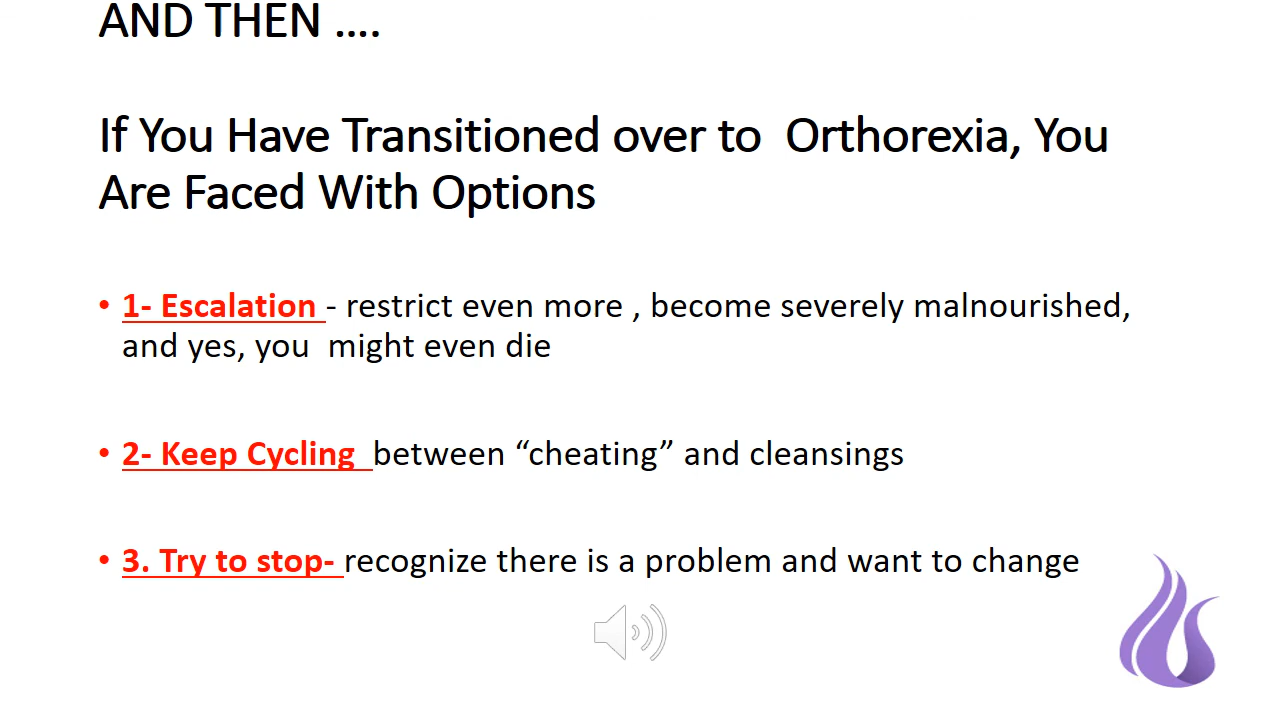 AND THEN ....
If You Have Transitioned over to  Orthorexia, You
Are Faced With Options
• 1- Escalation - restrict even more , become severely malnourished,
and yes, you  might even die
• 2- Keep Cycling  between “cheating” and cleansings
• 3. Try to stop- recognize there is a problem and want to change